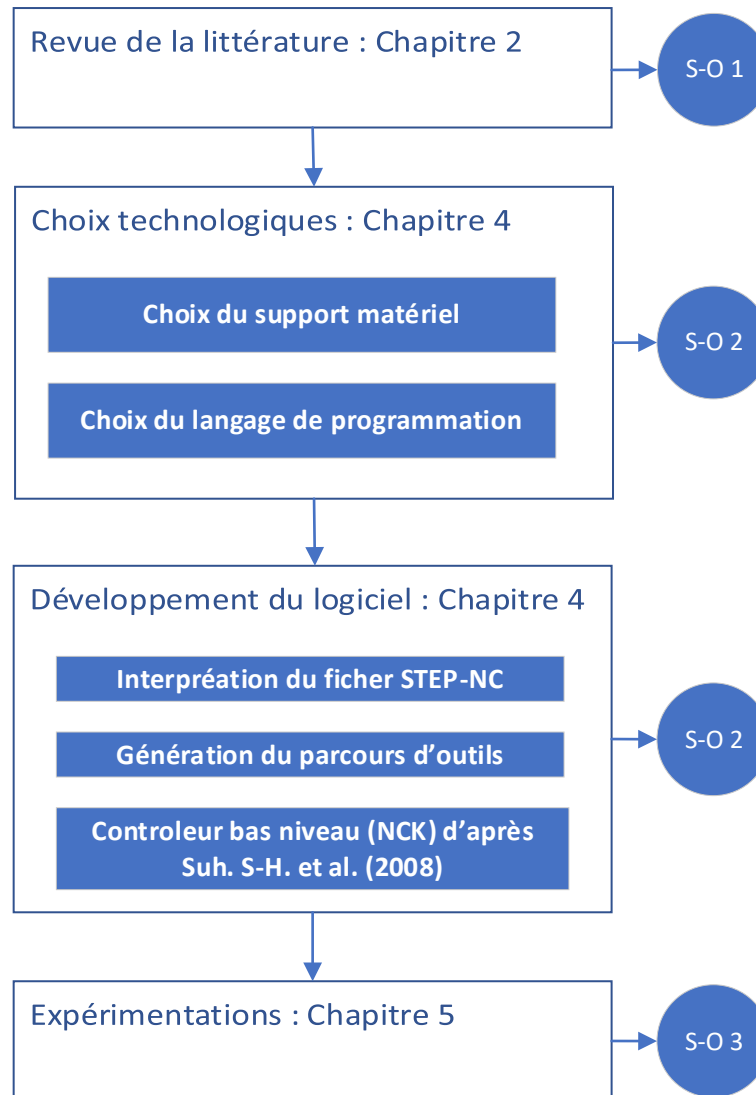 Revue de la littérature : Chapitre 2
S-O 1
Choix technologiques : Chapitre 4
Choix du support matériel
S-O 2
Choix du langage de programmation
Développement du logiciel : Chapitre 4
Interpréation du ficher STEP-NC
Génération du parcours d’outils
S-O 2
Controleur bas niveau (NCK) d’après
Suh. S-H. et al. (2008)
Expérimentations : Chapitre 5
S-O 3